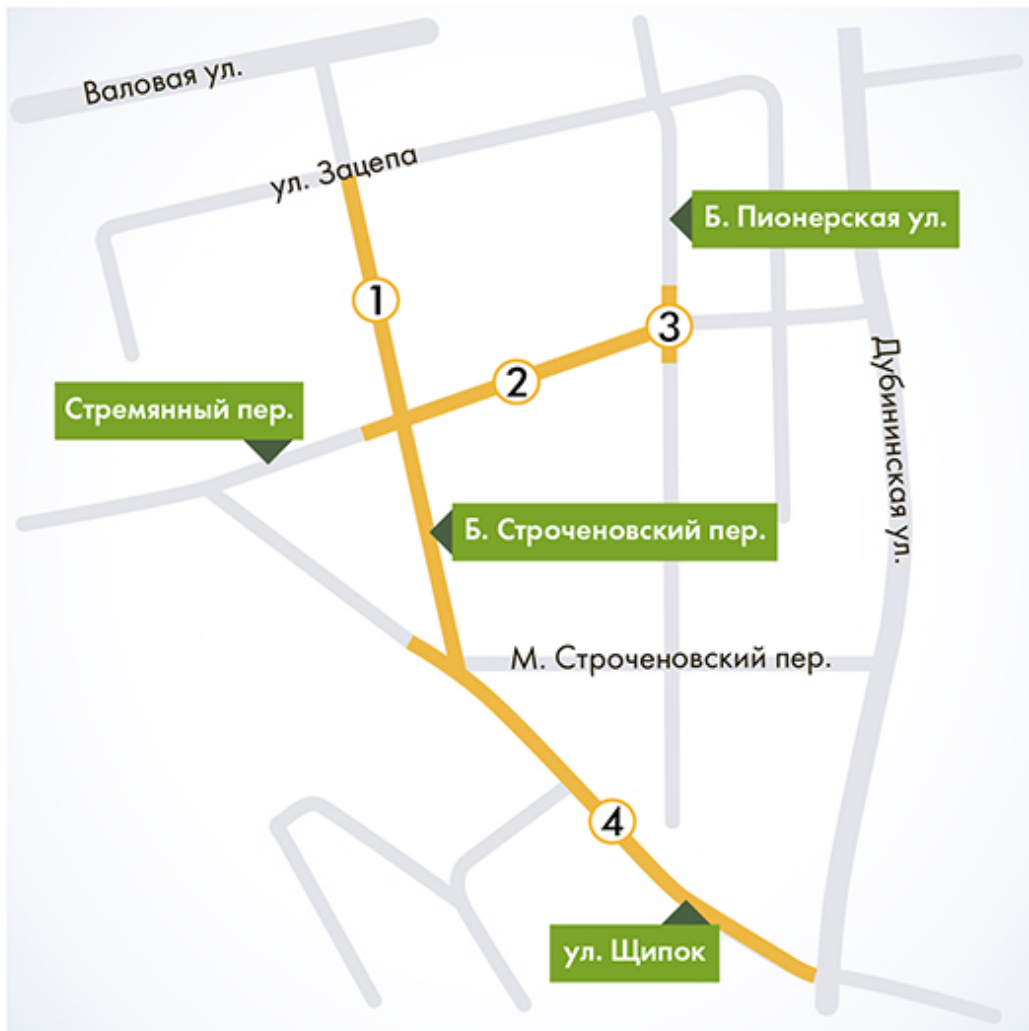 Валовая ул.
ул. Зацепа
Б. Пионерская ул.
1
3
2
Дубининская ул.
Стремянный пер.
Б. Строченовский пер.
М. Строченовский пер.
4
ул. Щипок